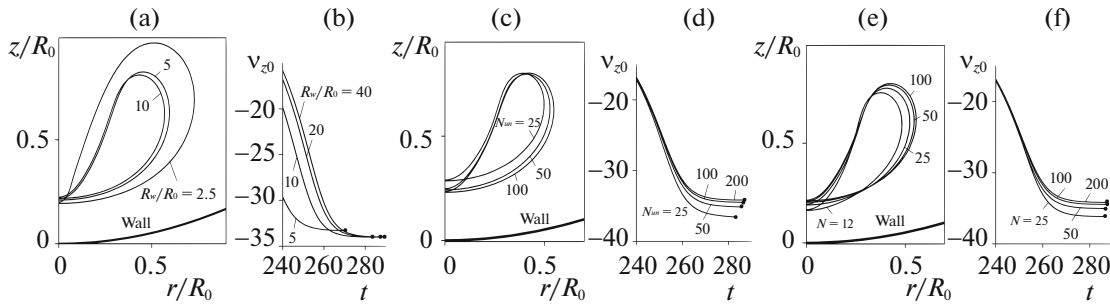 (a)
z/R0
0.5
0
5
10
Rw/R0 = 2.5
Wall
0
0.5
r/R0
(b)
νz0
−20
−25
−30
−35
Rw/R0 = 40
20
10
5
240
260
280
t
(c)
z/R0
0.5
0
Nun = 25
50
100
Wall
0
0.5
r/R0
(d)
νz0
−20
−30
−40
100
200
Nun = 25
50
240
260
280
t
(e)
z/R0
0.5
0
100
50
25
N = 12
Wall
0
0.5
r/R0
(f)
νz0
−20
−30
−40
100
200
N = 25
50
240
260
280
t